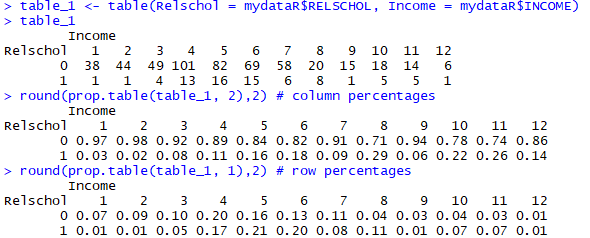 > table_1 <- table(Relschol = mydataR$RELSCHOL, Income = mydataR$INCOME)
> table_1
Income
Relschol 1 2 3 4 5 6 7 8 9 10 11 12
0 38 44 49 101 82 69 58 20 15 18 14 6
1 1 1 4 13 16 15 6 8 1 5 5 1
> round(prop.table(table_1, 2),2) # column percentages
Income
Relschol 1 2 3 4 5 6 7 8 9 10 11 12
0 0.97 0.98 0.92 0.89 0.84 0.82 0.91 0.71 0.94 0.78 0.74 0.86
1 0.03 0.02 0.08 0.11 0.16 0.18 0.09 0.29 0.06 0.22 0.26 0.14
> round(prop.table(table_1, 1),2) # row percentages
Income
Relschol 1 2 3 4 5 6 7 8 9 10 11 12
0 0.07 0.09 0.10 0.20 0.16 0.13 0.11 0.04 0.03 0.04 0.03 0.01
1 0.01 0.01 0.05 0.17 0.21 0.20 0.08 0.11 0.01 0.07 0.07 0.01